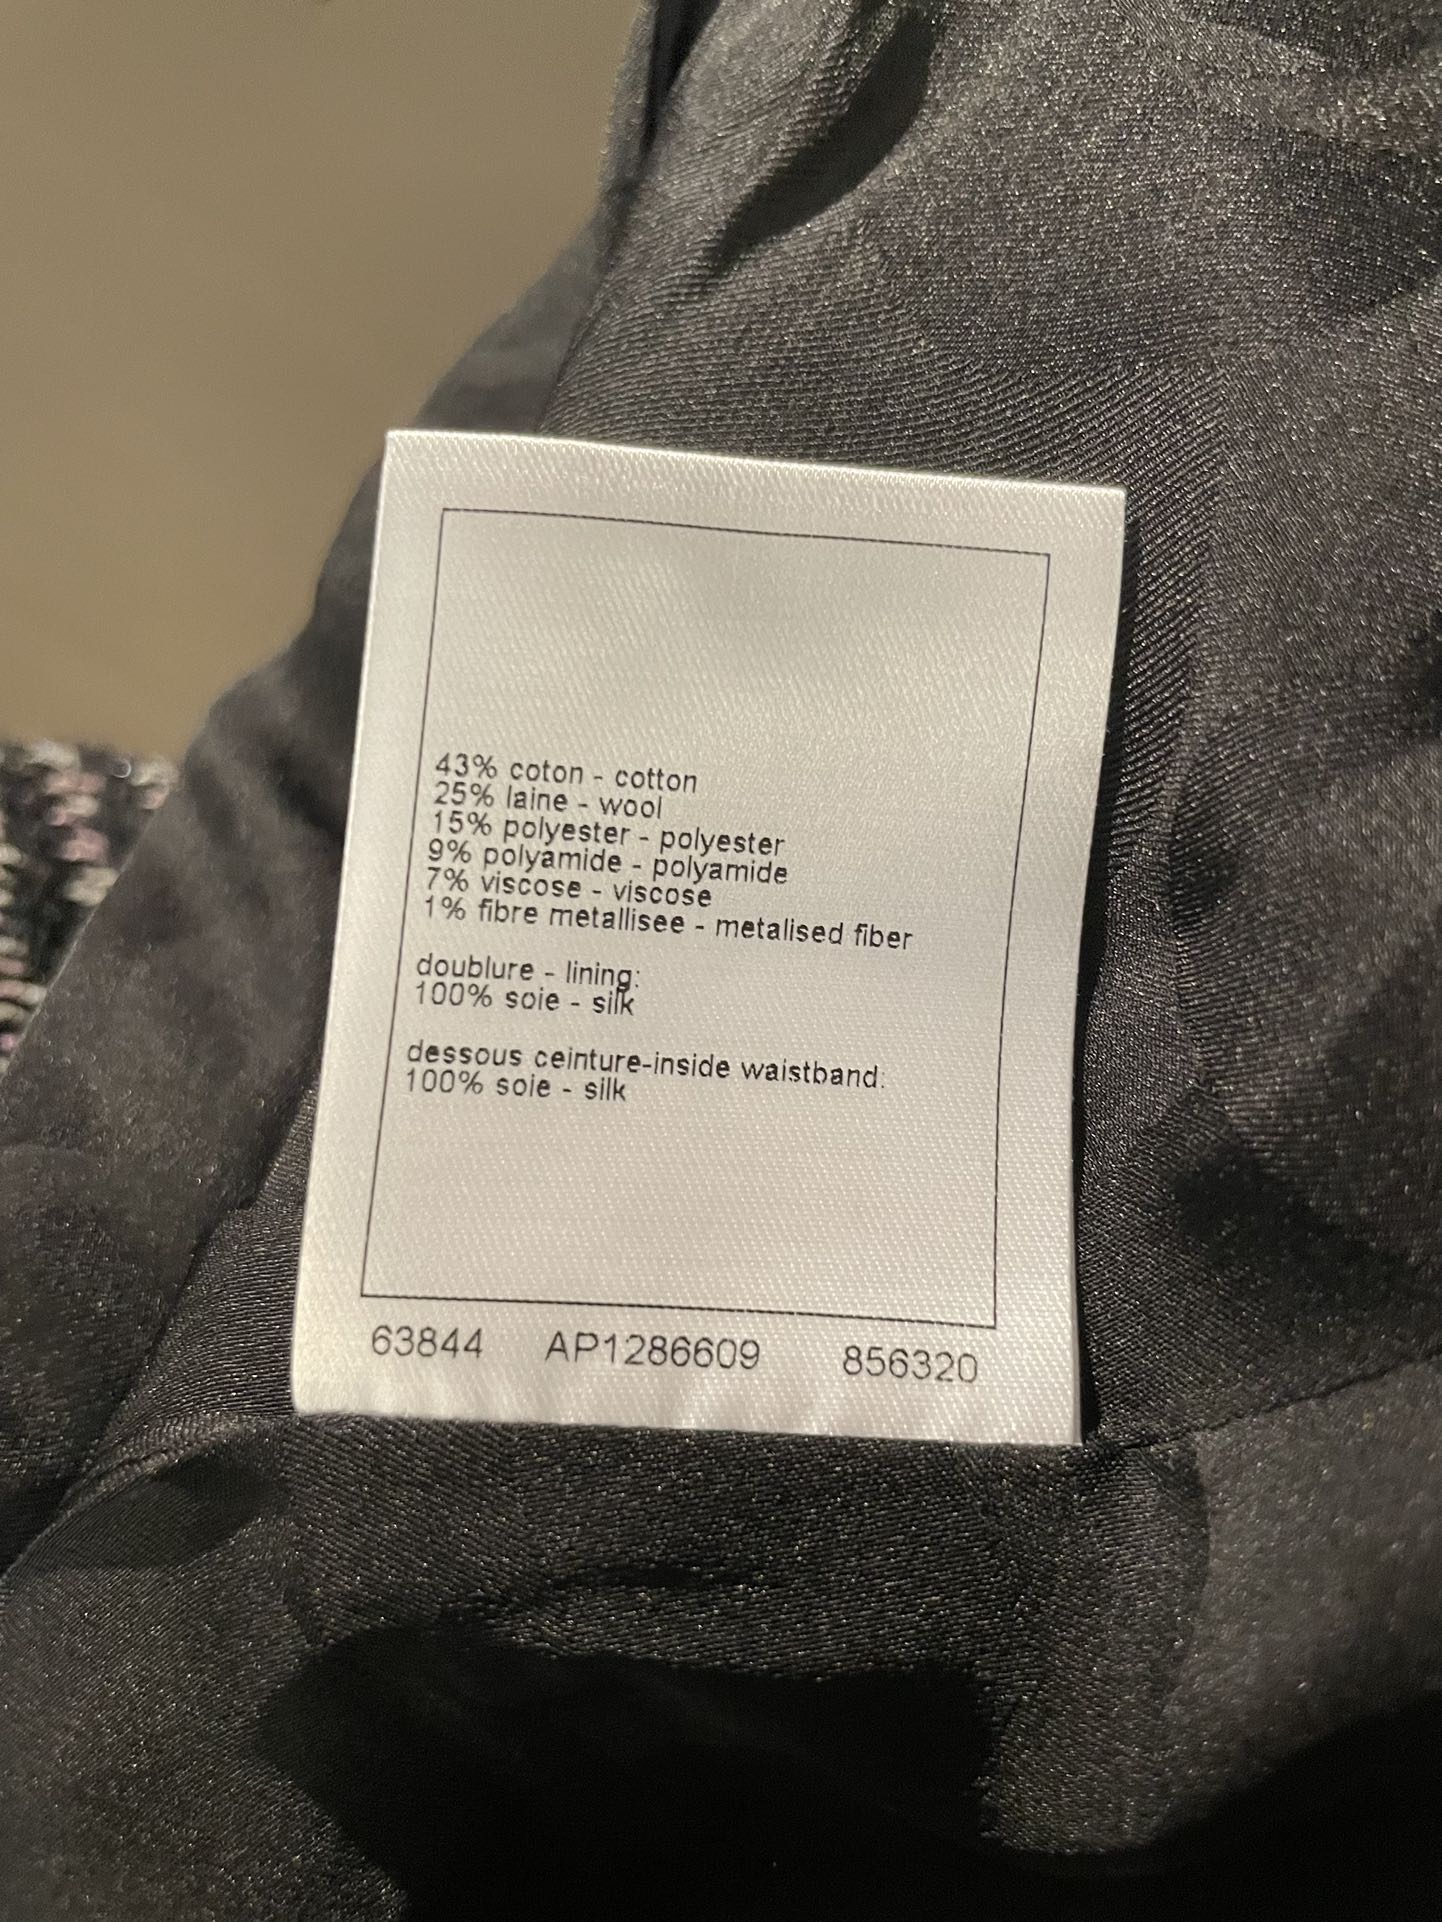 43% coton - cotton
25% laine - wool
15% polyester - polyester
9% polyamide - polyamide
7% viscose - viscose
1% fibre metallisee - metalised fiber
doublure - lining:
100% soie - silk
dessous ceinture-inside waistband:
100% soie - silk
63844 AP1286609 856320